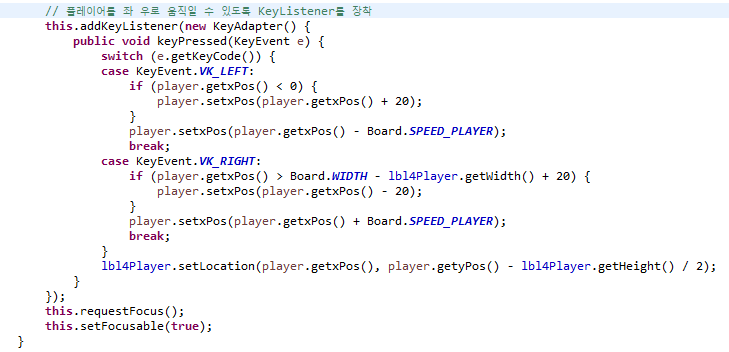 // 플레이어를 좌 우로 움직일 수 있도록 KeyListener를 장착
this.addKeyListener(new KeyAdapter() {
public void keyPressed(KeyEvent e) {
switch (e.getKeyCode()) {
case KeyEvent.VK_LEFT:
if (player.getxPos() < 0) {
player.setxPos(player.getxPos() + 20);
}
player.setxPos(player.getxPos() - Board.SPEED_PLAYER);
break;
case KeyEvent.VK_RIGHT:
if (player.getxPos() > Board.WIDTH - lbl4Player.getWidth() + 20) {
player.setxPos(player.getxPos() - 20);
}
player.setxPos(player.getxPos() + Board.SPEED_PLAYER);
break;
}
lbl4Player.setLocation(player.getxPos(), player.getyPos() - lbl4Player.getHeight() / 2);
}
});
this.requestFocus();
this.setFocusable(true);
}